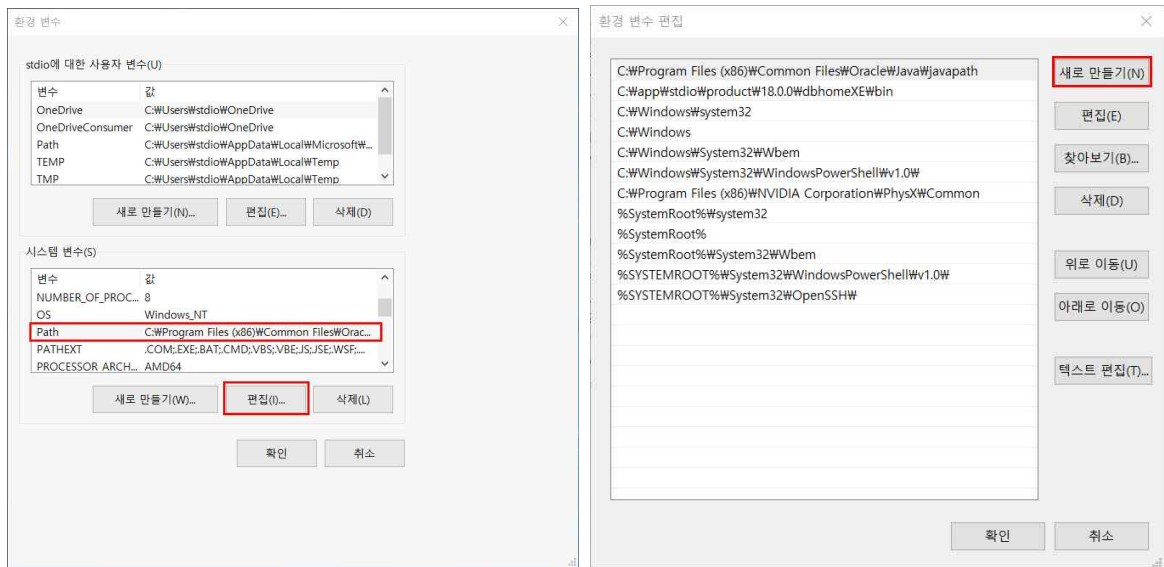 환경 변수
stdio에 대한 사용자 변수(U)
변수 값
OneDrive C:₩Users₩stdio₩OneDrive
OneDriveConsumer C:₩Users₩stdio₩OneDrive
Path C:₩Users₩stdio₩AppData₩Local₩Microsoft₩...
TEMP C:₩Users₩stdio₩AppData₩Local₩Temp
TMP C:₩Users₩stdio₩AppData₩Local₩Temp
새로 만들기(N)... 편집(E)... 삭제(D)
시스템 변수(S)
변수 값
NUMBER_OF_PROC... 8
OS Windows_NT
Path C:₩Program Files (x86)₩Common Files₩Orac...
PATHEXT .COM;.EXE;.BAT;.CMD;.VBS;.VBE;.JS;.JSE;.WSF;....
PROCESSOR_ARCH... AMD64
새로 만들기(W)... 편집(I)... 삭제(L)
확인 취소
환경 변수 편집
C:₩Program Files (x86)₩Common Files₩Oracle₩Java₩javapath
C:₩app₩stdio₩product₩18.0.0₩dbhomeXE₩bin
C:₩Windows₩system32
C:₩Windows
C:₩Windows₩System32₩Wbem
C:₩Windows₩System32₩WindowsPowerShell₩v1.0₩
C:₩Program Files (x86)₩NVIDIA Corporation₩PhysX₩Common
%SystemRoot%₩system32
%SystemRoot%
%SystemRoot%₩System32₩Wbem
%SYSTEMROOT%₩System32₩WindowsPowerShell₩v1.0₩
%SYSTEMROOT%₩System32₩OpenSSH₩
새로 만들기(N)
편집(E)
찾아보기(B)...
삭제(D)
위로 이동(U)
아래로 이동(O)
텍스트 편집(T)...
확인 취소